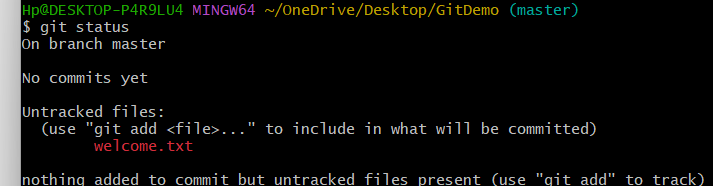 Hp@DESKTOP-P4R9LU4 MINGW64 ~/OneDrive/Desktop/GitDemo (master)
$ git status
On branch master
No commits yet
Untracked files:
(use "git add <file>..." to include in what will be committed)
welcome.txt
nothing added to commit but untracked files present (use "git add" to track)